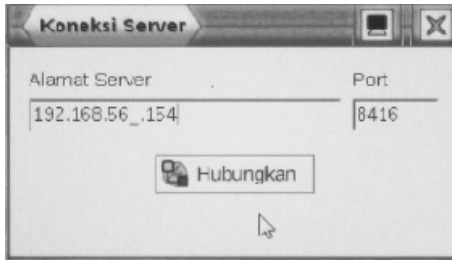 Koneksi Server
Alamat Server Port
192.168.56_.154 8416
Hubungkan